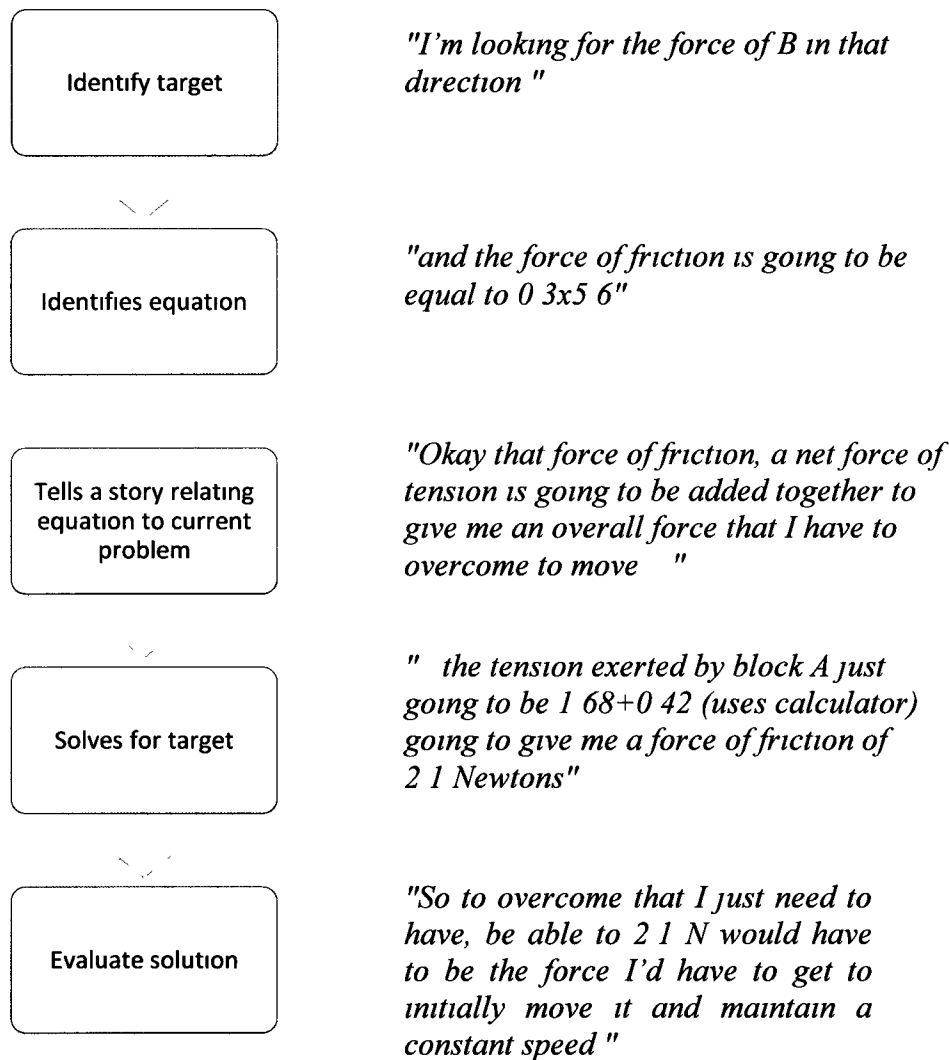 Identify target
"I'm looking for the force of B in that
direction "
Identifies equation
"and the force of friction is going to be
equal to 0 3x5 6"
Tells a story relating
equation to current
problem
"Okay that force of friction, a net force of
tension is going to be added together to
give me an overall force that I have to
overcome to move "
Solves for target
" the tension exerted by block A just
going to be 1 68+0 42 (uses calculator)
going to give me a force of friction of
2 1 Newtons"
Evaluate solution
"So to overcome that I just need to
have, be able to 2 1 N would have
to be the force I'd have to get to
initially move it and maintain a
constant speed "